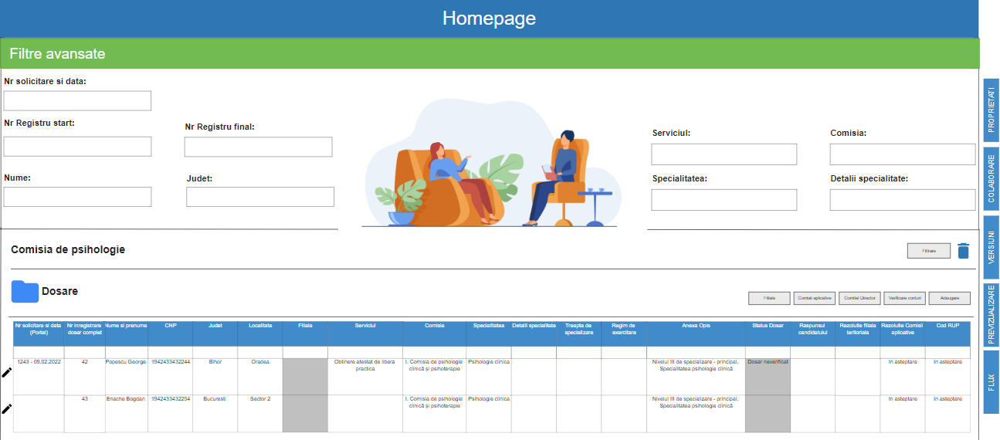 Homepage
Filtre avansate
Nr solicitare si data:
Nr Registru start:
Nr Registru final:
Nume:
Judet:
Serviciul:
Comisia:
Specialitatea:
Detalii specialitate:
PROPRIETATI
COLABORARE
VERSIUNI
PREVIZUALIZARE
FLUX
Comisia de psihologie
Filtrare
Dosare
Filiala
Comisii aplicative
Comitet Director
Verificare conturi
Adaugare
Nr solicitare si data (Portal)
Nr inregistrare dosar complet
Nume si prenume
CNP
Judet
Localitate
Filiala
Serviciul
Comisia
Specialitatea
Detalii specialitate
Treapta de specializare
Regim de exercitare
Anexa Opis
Status Dosar
Raspunsul candidatului
Razolutie filiala teritoriala
Razolutie Comisii aplicative
Cod RUP
1243 - 09.02.2022
42
Popescu George
1942433432244
Bihor
Oradea
Obtinere atestat de libera practica
I. Comisia de psihologie clinică și psihoterapie
Psihologie clinica
Nivelul III de specializare - principal, Specialitatea psihologie clinică
Dosar neverificat
In asteptare
In asteptare
43
Enache Bogdan
1942433432254
Bucuresti
Sector 2
I. Comisia de psihologie clinică și psihoterapie
Psihologie clinica
Nivelul III de specializare - principal, Specialitatea psihologie clinică
In asteptare
In asteptare